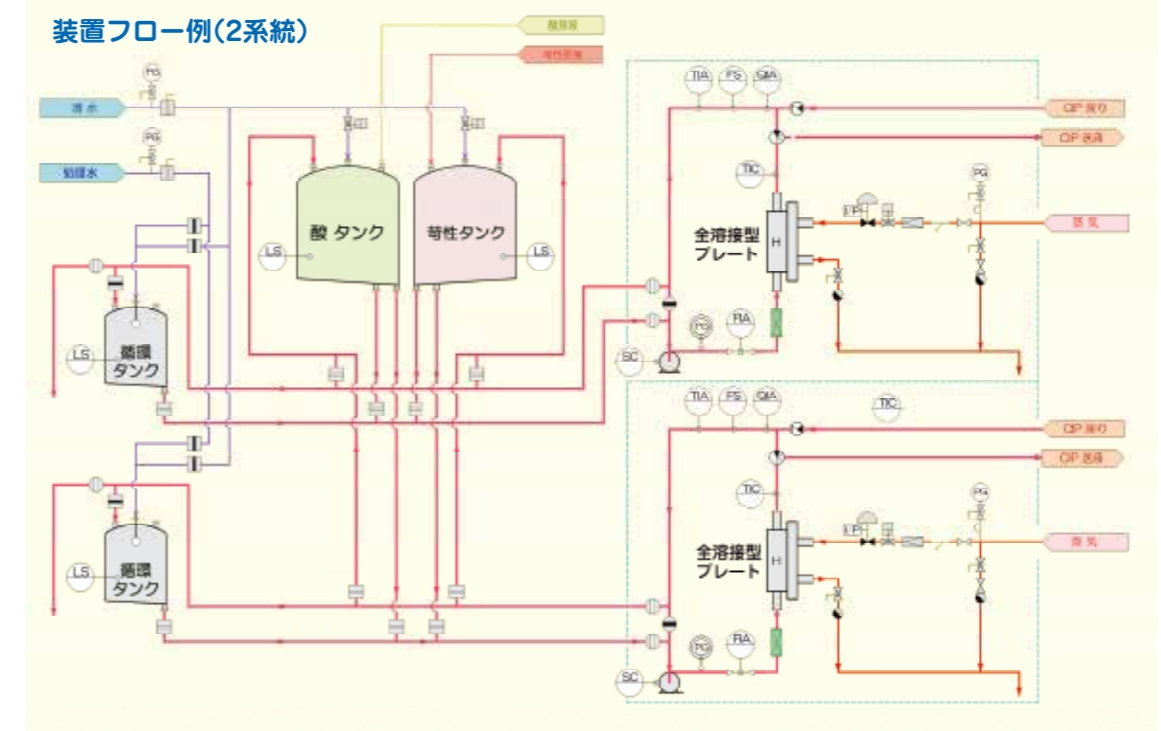 装置フロー例(2系統)
酸原液
苛性原液
清水
処理水
PG
PG
酸 タンク
苛性タンク
LS
LS
循環
タンク
LS
循環
タンク
LS
TIA
FS
QIA
CIP 戻り
CIP 送液
TIC
PG
I/P
蒸気
全溶接型
プレート
H
PG
FIA
SC
TIA
FS
QIA
TIC
CIP 戻り
CIP 送液
TIC
PG
I/P
蒸気
全溶接型
プレート
H
PG
FIA
SC